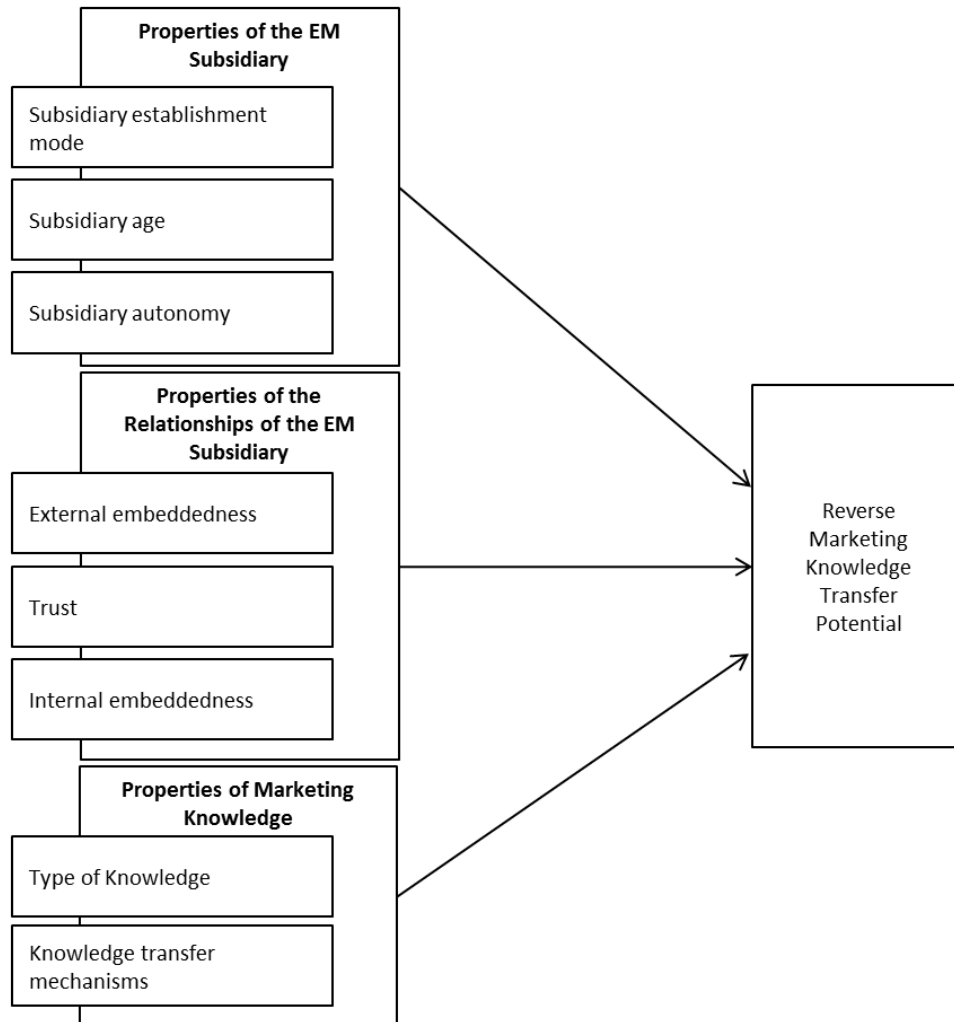 Properties of the EM
Subsidiary
Subsidiary establishment
mode
Subsidiary age
Subsidiary autonomy
Properties of the
Relationships of the EM
Subsidiary
External embeddedness
Trust
Internal embeddedness
Properties of Marketing
Knowledge
Type of Knowledge
Knowledge transfer
mechanisms
Reverse
Marketing
Knowledge
Transfer
Potential